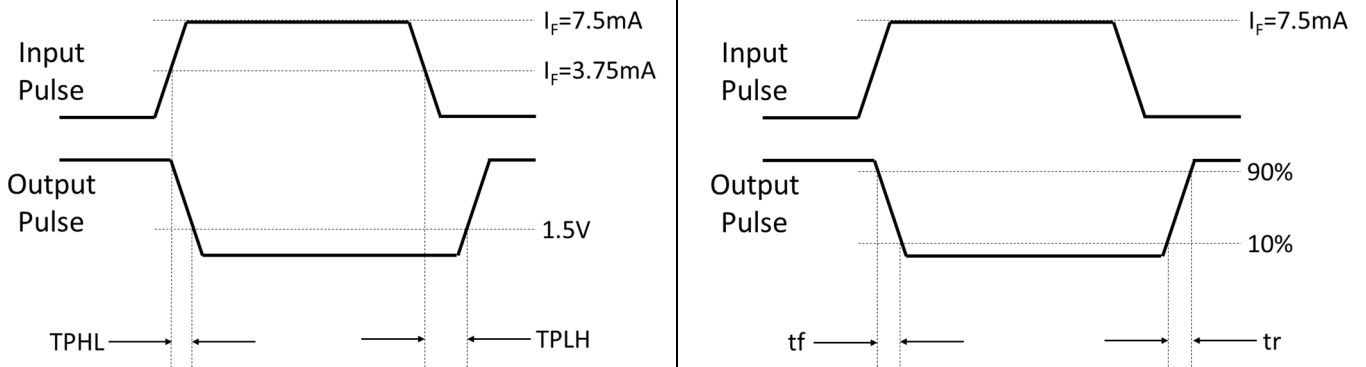 Input
Pulse
I_F=7.5mA
I_F=3.75mA
Output
Pulse
1.5V
TPHL
TPLH
Input
Pulse
I_F=7.5mA
Output
Pulse
90%
10%
tf
tr